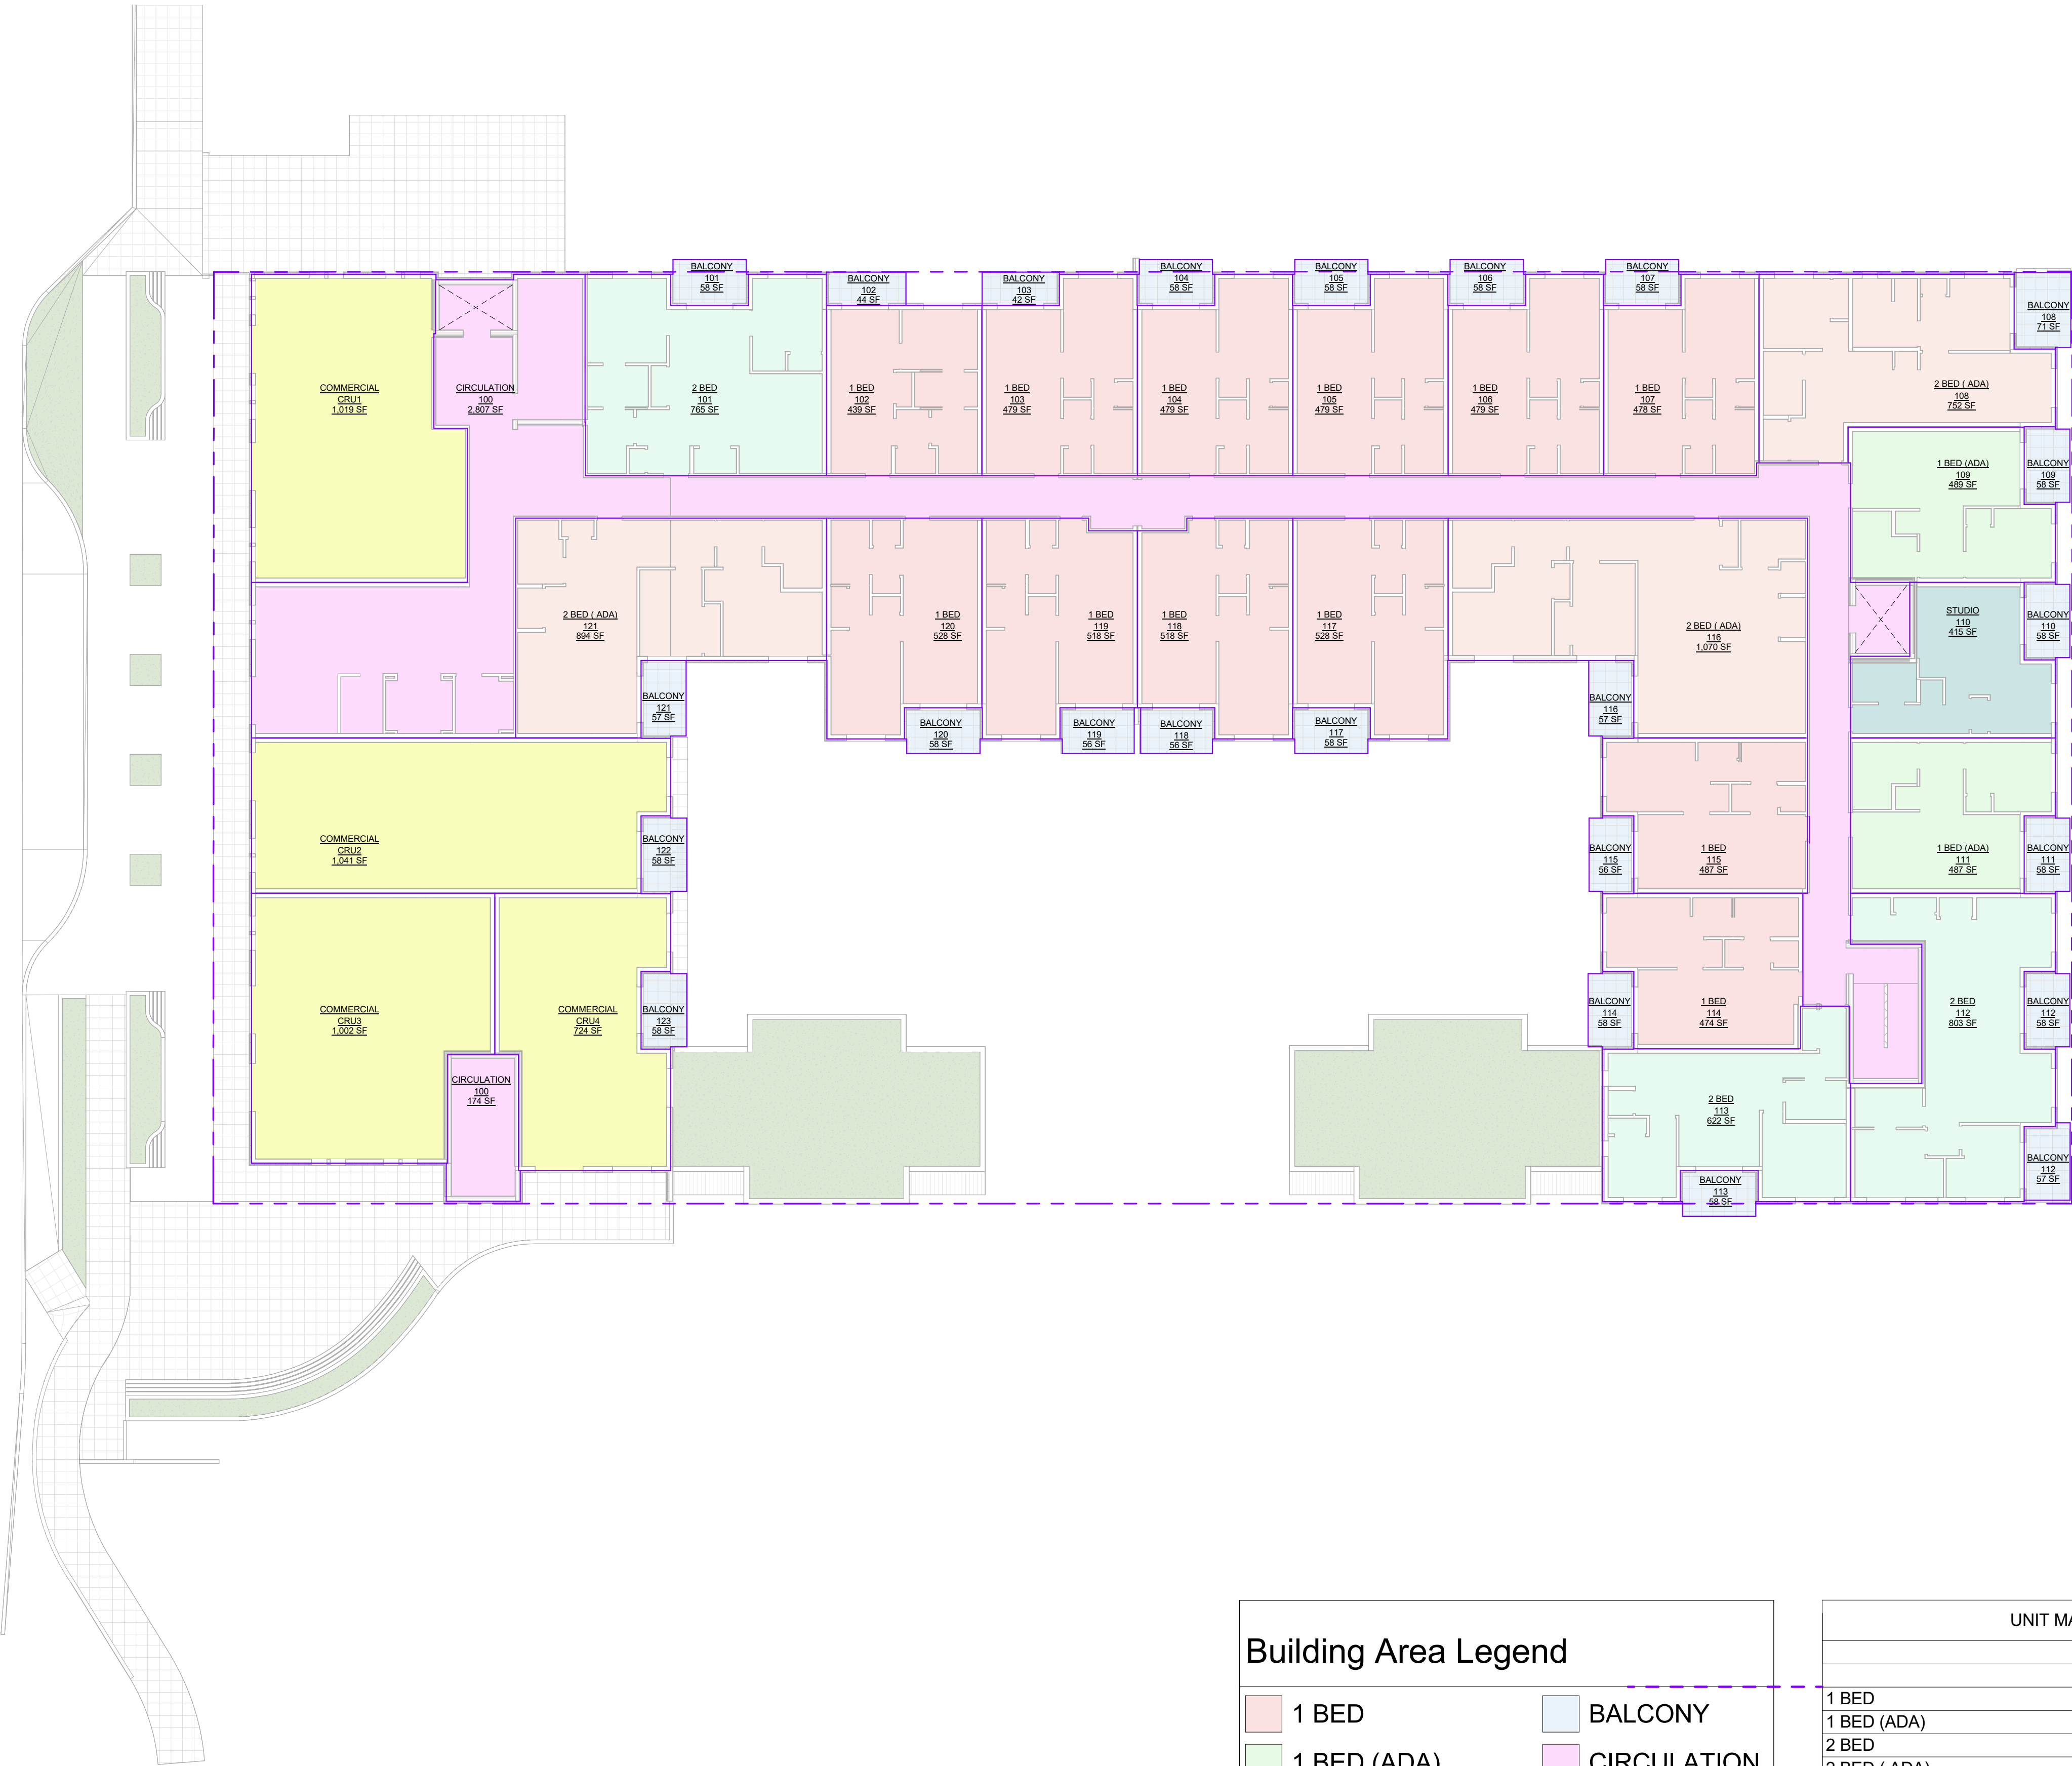 BALCONY
101
58 SF
BALCONY
102
44 SF
BALCONY
103
42 SF
BALCONY
104
58 SF
BALCONY
105
58 SF
BALCONY
106
58 SF
BALCONY
107
58 SF
BALCONY
108
71 SF
COMMERCIAL
CRU1
1,019 SF
CIRCULATION
100
2,807 SF
2 BED
101
765 SF
1 BED
102
439 SF
1 BED
103
479 SF
1 BED
104
479 SF
1 BED
105
479 SF
1 BED
106
479 SF
1 BED
107
478 SF
2 BED ( ADA)
108
752 SF
1 BED (ADA)
109
489 SF
BALCONY
109
58 SF
2 BED ( ADA)
121
894 SF
1 BED
120
528 SF
1 BED
119
518 SF
1 BED
118
518 SF
1 BED
117
528 SF
2 BED ( ADA)
116
1,070 SF
STUDIO
110
415 SF
BALCONY
110
58 SF
BALCONY
121
57 SF
BALCONY
120
58 SF
BALCONY
119
56 SF
BALCONY
118
56 SF
BALCONY
117
58 SF
BALCONY
116
57 SF
COMMERCIAL
CRU2
1,041 SF
BALCONY
122
58 SF
BALCONY
115
56 SF
1 BED
115
487 SF
1 BED (ADA)
111
487 SF
BALCONY
111
58 SF
COMMERCIAL
CRU3
1,002 SF
COMMERCIAL
CRU4
724 SF
BALCONY
123
58 SF
BALCONY
114
58 SF
1 BED
114
474 SF
2 BED
112
803 SF
BALCONY
112
58 SF
CIRCULATION
100
174 SF
2 BED
113
622 SF
BALCONY
113
58 SF
BALCONY
112
57 SF
Building Area Legend
1 BED
BALCONY
1 BED (ADA)
CIRCULATION
UNIT MA
1 BED
1 BED (ADA)
2 BED
2 BED ( ADA)